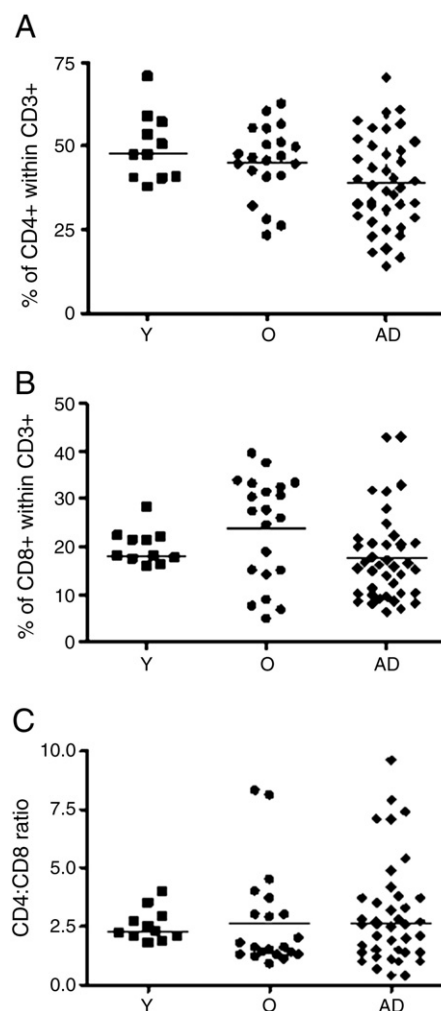 A
% of CD4+ within CD3+
75
50
25
0
Y O AD
B
% of CD8+ within CD3+
50
40
30
20
10
0
Y O AD
C
CD4:CD8 ratio
10.0
7.5
5.0
2.5
0.0
Y O AD